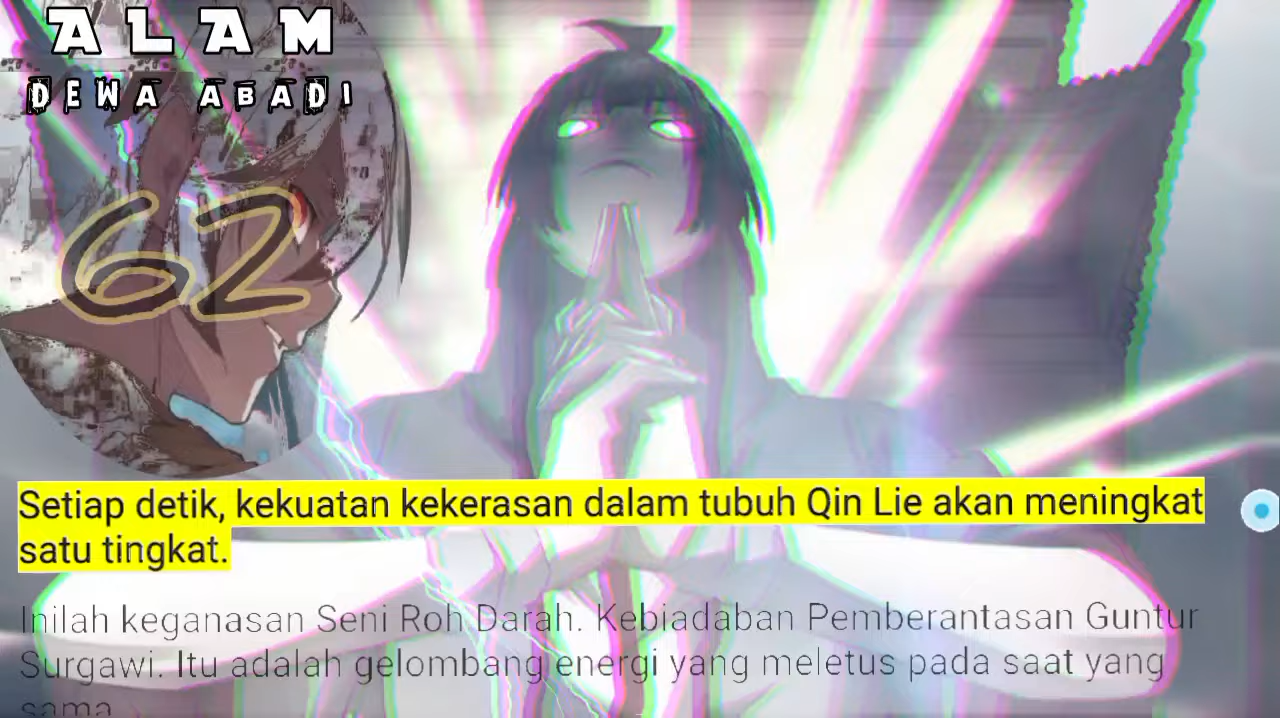 ALAM
DEWA ABADI
62
Setiap detik, kekuatan kekerasan dalam tubuh Qin Lie akan meningkat
satu tingkat.
Inilah keganasan Seni Roh Darah. Kebiadaban Pemberantasan Guntur
Surgawi. Itu adalah gelombang energi yang meletus pada saat yang
sama